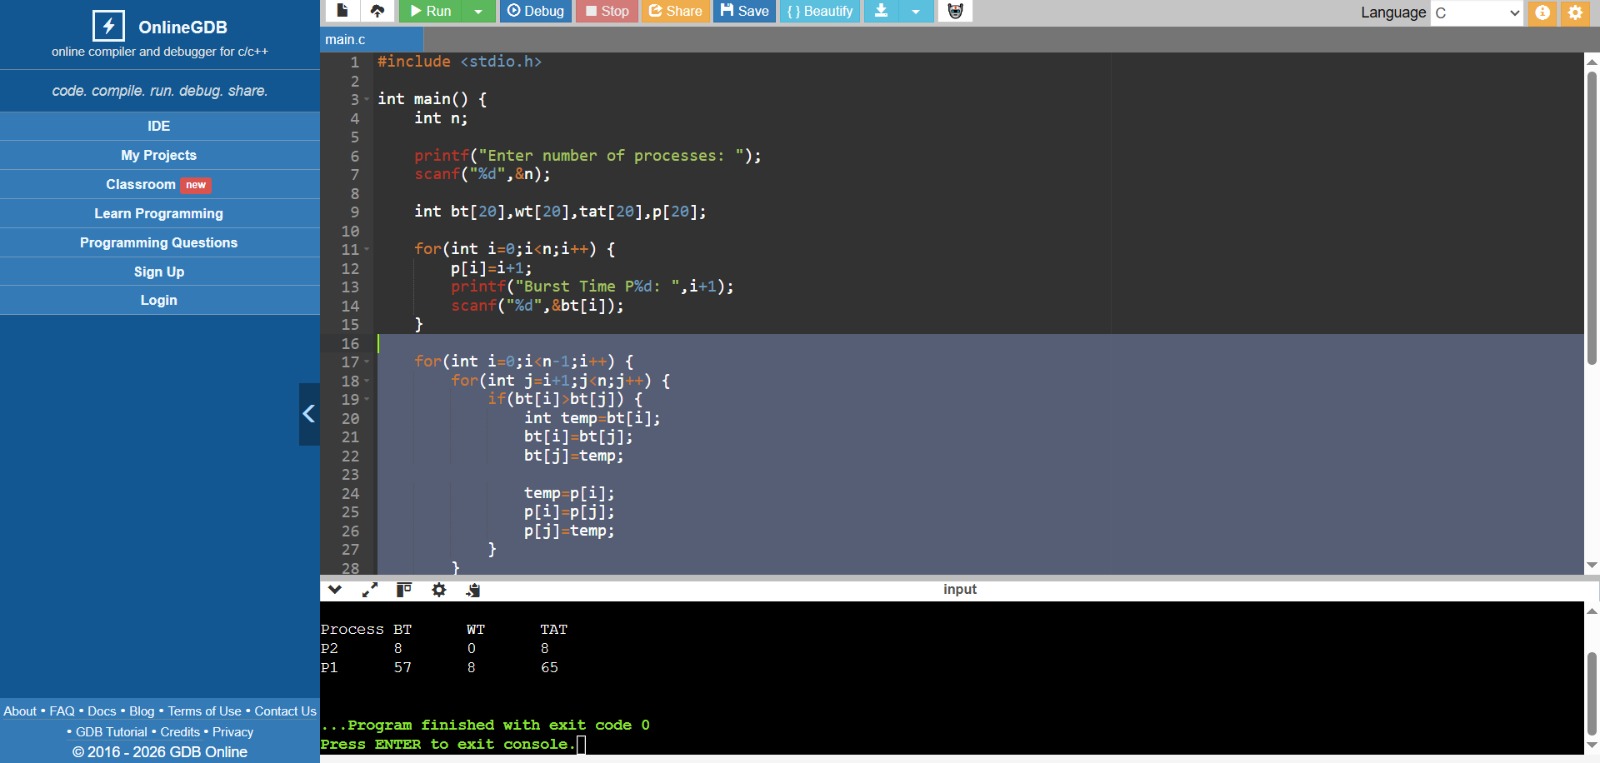 OnlineGDB
online compiler and debugger for c/c++
code. compile. run. debug. share.
IDE
My Projects
Classroom new
Learn Programming
Programming Questions
Sign Up
Login
About • FAQ • Docs • Blog • Terms of Use • Contact Us
• GDB Tutorial • Credits • Privacy
© 2016 - 2026 GDB Online
Run Debug Stop Share Save { } Beautify Language C
main.c
1 #include <stdio.h>
2
3 int main() {
4 int n;
5
6 printf("Enter number of processes: ");
7 scanf("%d",&n);
8
9 int bt[20],wt[20],tat[20],p[20];
10
11 for(int i=0;i<n;i++) {
12 p[i]=i+1;
13 printf("Burst Time P%d: ",i+1);
14 scanf("%d",&bt[i]);
15 }
16
17 for(int i=0;i<n-1;i++) {
18 for(int j=i+1;j<n;j++) {
19 if(bt[i]>bt[j]) {
20 int temp=bt[i];
21 bt[i]=bt[j];
22 bt[j]=temp;
23
24 temp=p[i];
25 p[i]=p[j];
26 p[j]=temp;
27 }
28 }
input
Process BT WT TAT
P2 8 0 8
P1 57 8 65
...Program finished with exit code 0
Press ENTER to exit console.